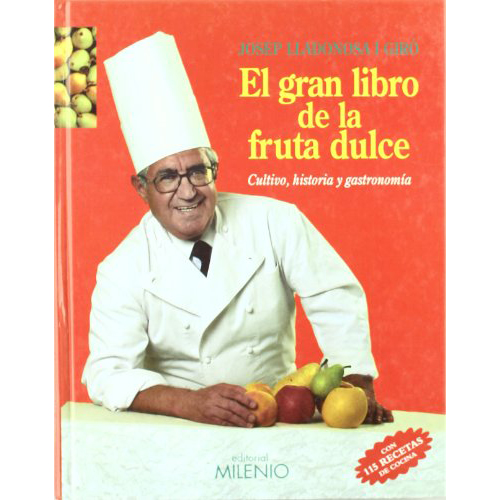 JOSEP LLADONOSA I GIRÓ
El gran libro
de la
fruta dulce
Cultivo, historia y gastronomía
CON
115 RECETAS
DE COCINA
editorial
MILENIO